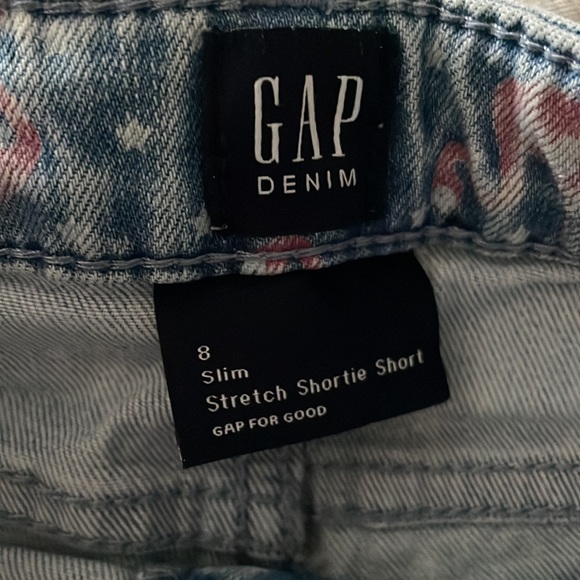 GAP
DENIM
8
Slim
Stretch Shortie Short
GAP FOR GOOD